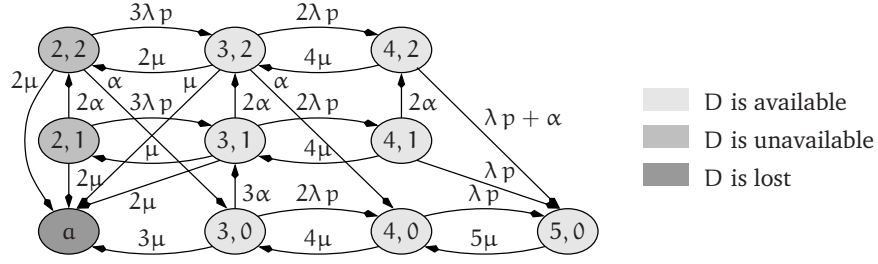 3λp 2λp
2, 2 3, 2 4, 2
2μ 4μ
2μ α μ α
2α 3λp 2α 2λp 2α
λp + α
2, 1 3, 1 4, 1
μ 4μ
λp
2μ
2μ 3α 2λp λp
a 3, 0 4, 0 5, 0
3μ 4μ 5μ
D is available
D is unavailable
D is lost